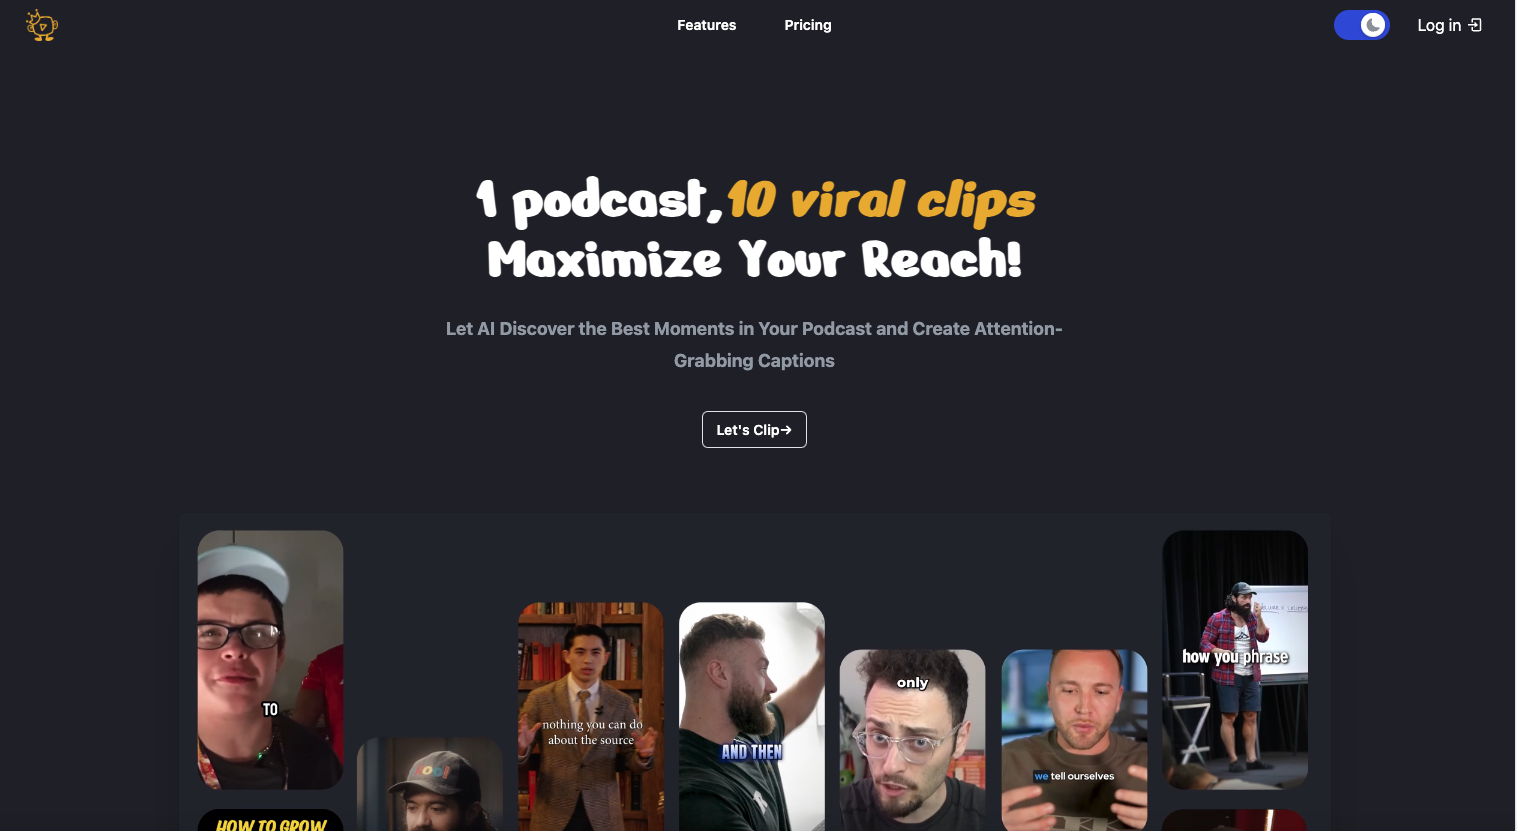 Features
Pricing
Log in
1 podcast, 10 viral clips
Maximize Your Reach!
Let AI Discover the Best Moments in Your Podcast and Create Attention-
Grabbing Captions
Let's Clip→
TO
nothing you can do
about the source
AND THEN
only
we tell ourselves
how you phrase
HOW TO GROW